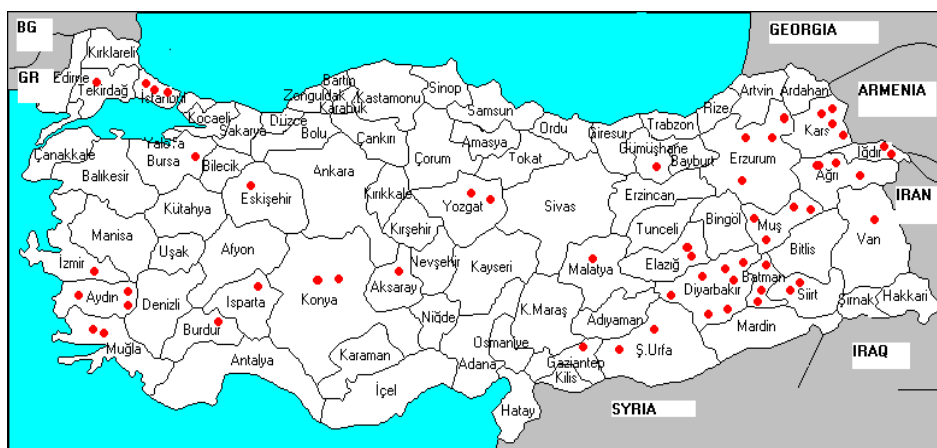 BG
GEORGIA
Kırklareli
GR
Edirne
Tekirdağ
İstanbul
Kocaeli
Sakarya
Düzce
Zonguldak
Bartın
Karabük
Kastamonu
Sinop
Samsun
Ordu
Giresun
Trabzon
Rize
Artvin
Ardahan
ARMENIA
Kars
Iğdır
Çanakkale
Balıkesir
Bursa
Bilecik
Bolu
Çankırı
Çorum
Amasya
Tokat
Gümüşhane
Bayburt
Erzurum
Ağrı
IRAN
Ankara
Eskişehir
Kütahya
Kırıkkale
Yozgat
Sivas
Erzincan
Tunceli
Bingöl
Muş
Van
Bitlis
Manisa
Uşak
Afyon
Kırşehir
Nevşehir
Kayseri
Malatya
Elazığ
İzmir
Aydın
Denizli
Isparta
Konya
Aksaray
Niğde
K.Maraş
Adıyaman
Diyarbakır
Batman
Siirt
Şırnak
Hakkari
Mardin
Burdur
Muğla
Antalya
Karaman
İçel
Adana
Osmaniye
Gaziantep
Kilis
Ş.Urfa
Hatay
SYRIA
IRAQ